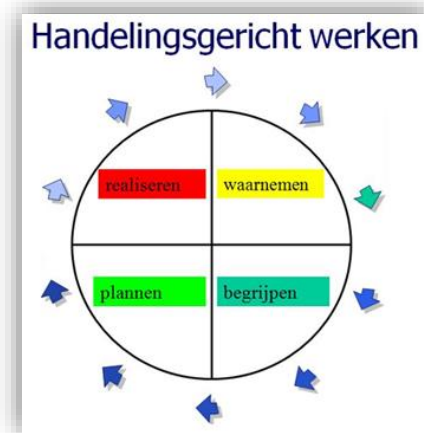 Handelingsgericht werken
realiseren
waarnemen
plannen
begrijpen